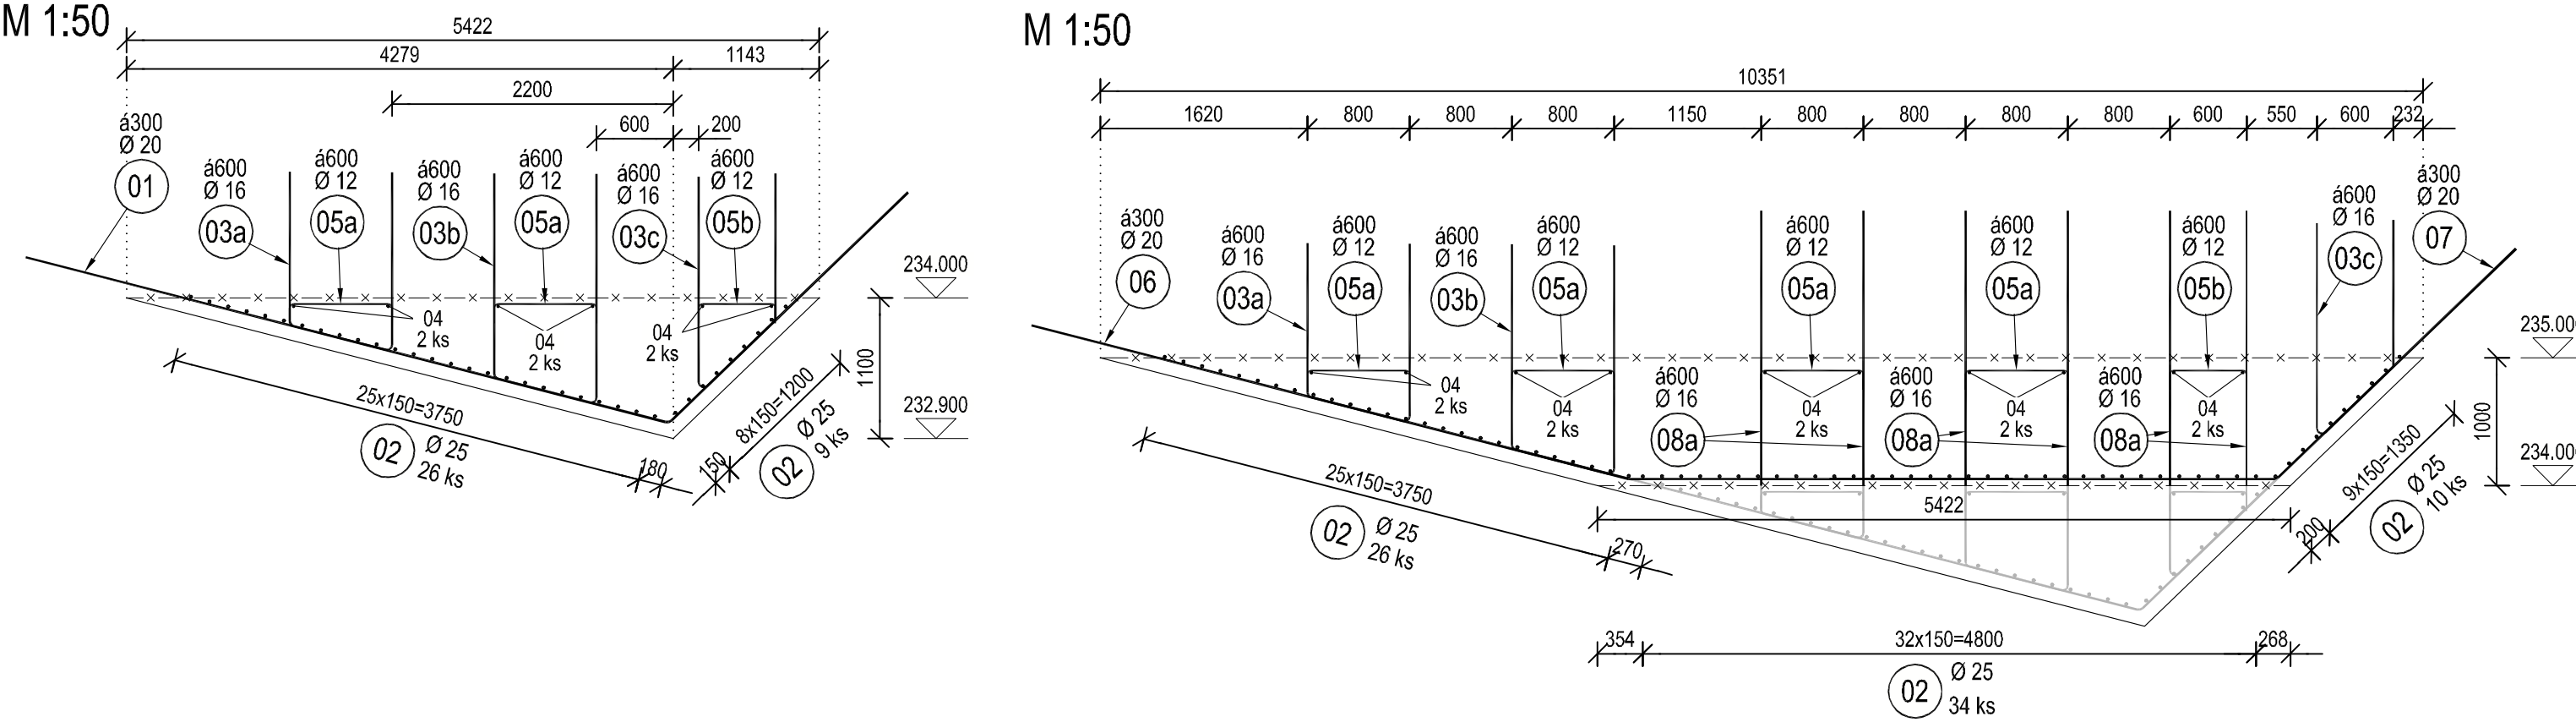 M 1:50
5422
4279
1143
2200
600
200
á300
Ø 20
01
á600
Ø 16
03a
á600
Ø 12
05a
á600
Ø 16
03b
á600
Ø 12
05a
á600
Ø 16
03c
á600
Ø 12
05b
04
2 ks
04
2 ks
04
2 ks
234.000
1100
232.900
25x150=3750
02
Ø 25
26 ks
180
150
8x150=1200
02
Ø 25
9 ks
M 1:50
10351
1620
800
800
800
1150
800
800
800
800
600
550
600
232
á300
Ø 20
06
á600
Ø 16
03a
á600
Ø 12
05a
á600
Ø 16
03b
á600
Ø 12
05a
á600
Ø 12
05a
á600
Ø 12
05a
á600
Ø 12
05b
á600
Ø 16
03c
á300
Ø 20
07
04
2 ks
04
2 ks
á600
Ø 16
08a
04
2 ks
á600
Ø 16
08a
04
2 ks
á600
Ø 16
08a
04
2 ks
235.00
1000
234.00
5422
25x150=3750
02
Ø 25
26 ks
270
200
9x150=1350
02
Ø 25
10 ks
354
32x150=4800
268
02
Ø 25
34 ks